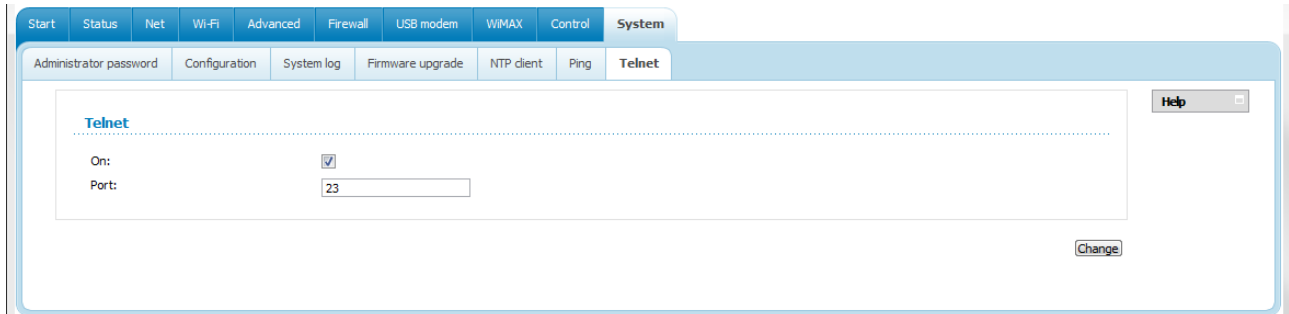 Start Status Net Wi-Fi Advanced Firewall USB modem WiMAX Control System
Administrator password Configuration System log Firmware upgrade NTP client Ping Telnet
Help
Telnet
On:
Port: 23
Change